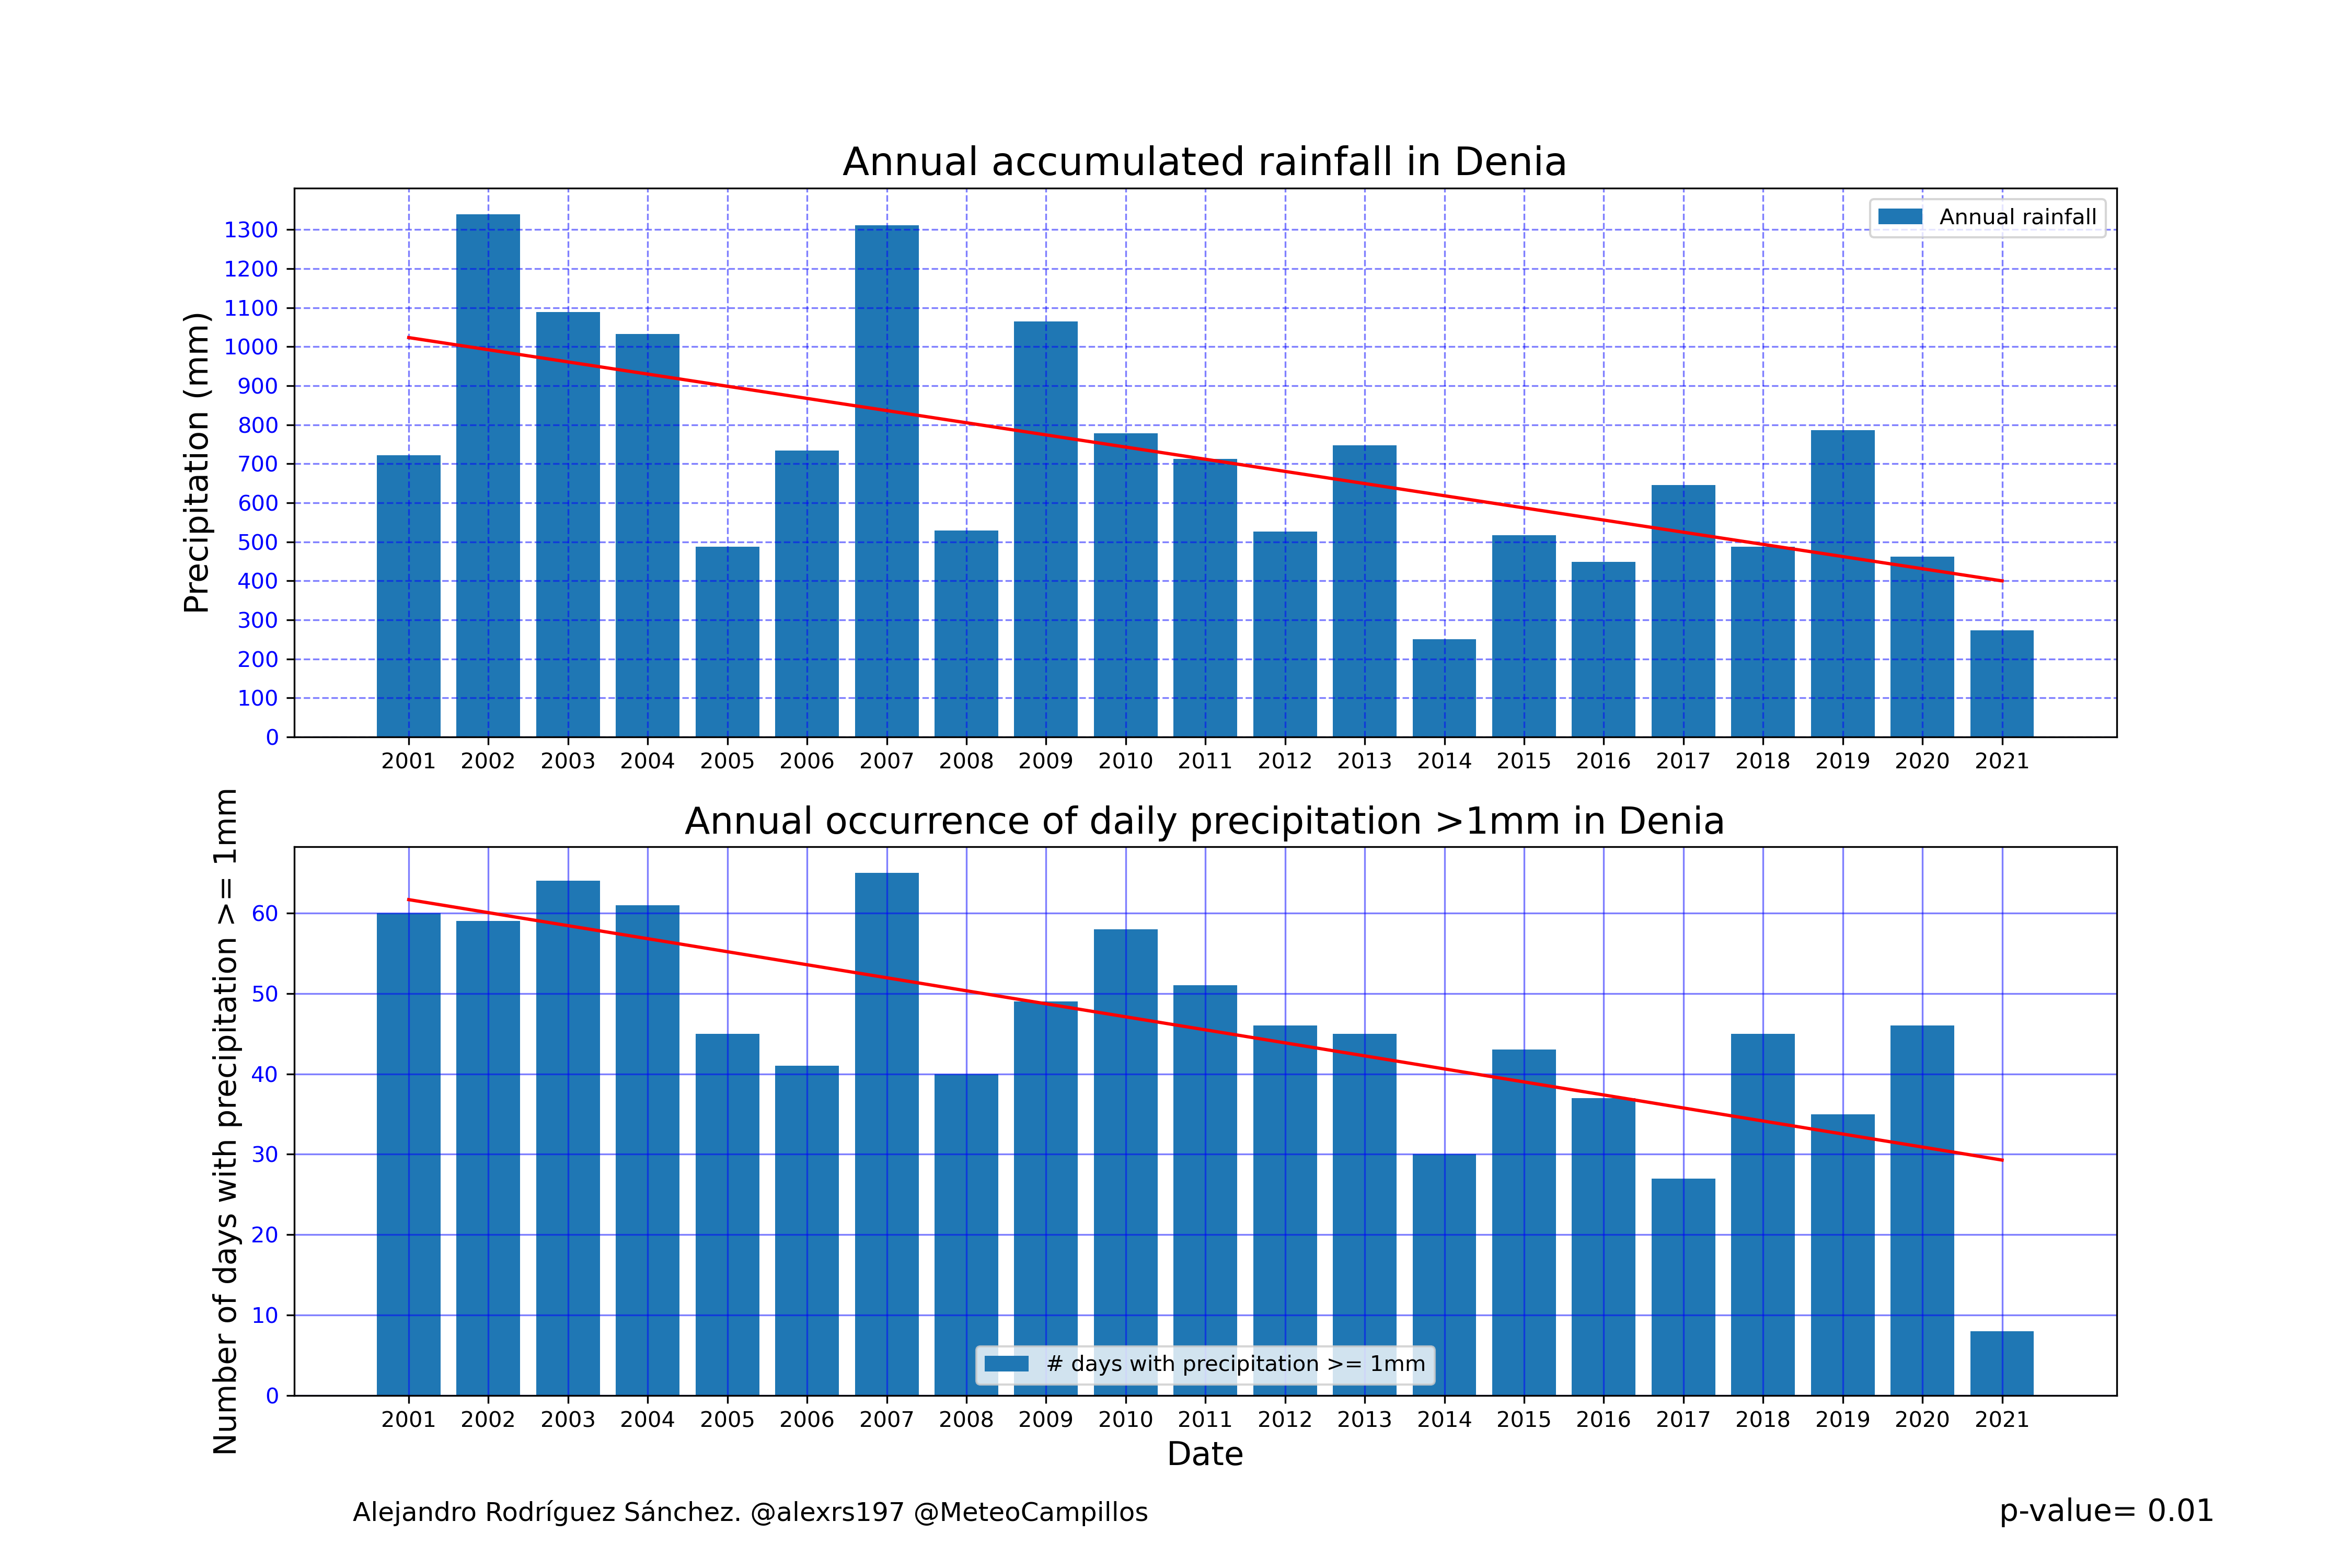 Annual accumulated rainfall in Denia
Precipitation (mm)
1300
1200
1100
1000
900
800
700
600
500
400
300
200
100
0
Annual rainfall
2001 2002 2003 2004 2005 2006 2007 2008 2009 2010 2011 2012 2013 2014 2015 2016 2017 2018 2019 2020 2021
Annual occurrence of daily precipitation >1mm in Denia
Number of days with precipitation >= 1mm
60
50
40
30
20
10
0
# days with precipitation >= 1mm
2001 2002 2003 2004 2005 2006 2007 2008 2009 2010 2011 2012 2013 2014 2015 2016 2017 2018 2019 2020 2021
Date
Alejandro Rodríguez Sánchez. @alexrs197 @MeteoCampillos
p-value= 0.01